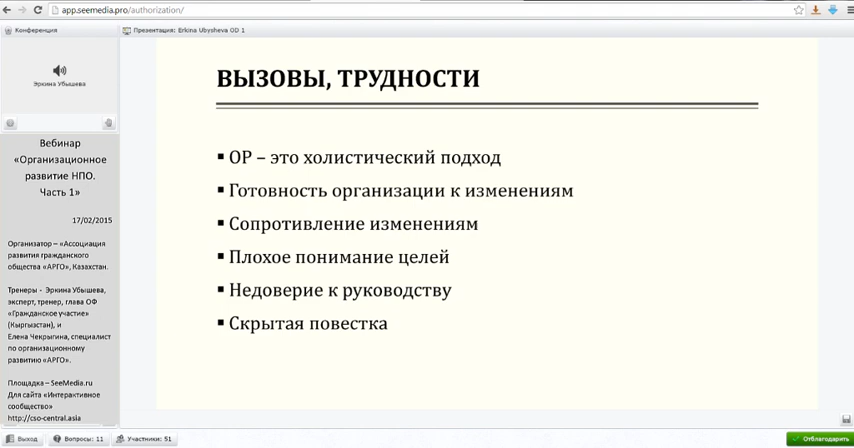 app.seemedia.pro/authorization/
Конференция
Презентация: Erkina Ubysheva OD 1
Эркина Убышева
Вебинар
«Организационное
развитие НПО.
Часть 1»
17/02/2015
Организатор – «Ассоциация
развития гражданского
общества «АРГО», Казахстан.
Тренеры - Эркина Убышева,
эксперт, тренер, глава ОФ
«Гражданское участие»
(Кыргызстан), и
Елена Чекрыгина, специалист
по организационному
развитию «АРГО».
Площадка – SeeMedia.ru
Для сайта «Интерактивное
сообщество»
http://cso-central.asia
ВЫЗОВЫ, ТРУДНОСТИ
▪ ОР – это холистический подход
▪ Готовность организации к изменениям
▪ Сопротивление изменениям
▪ Плохое понимание целей
▪ Недоверие к руководству
▪ Скрытая повестка
Выход
Вопросы: 11
Участники: 51
Отблагодарить